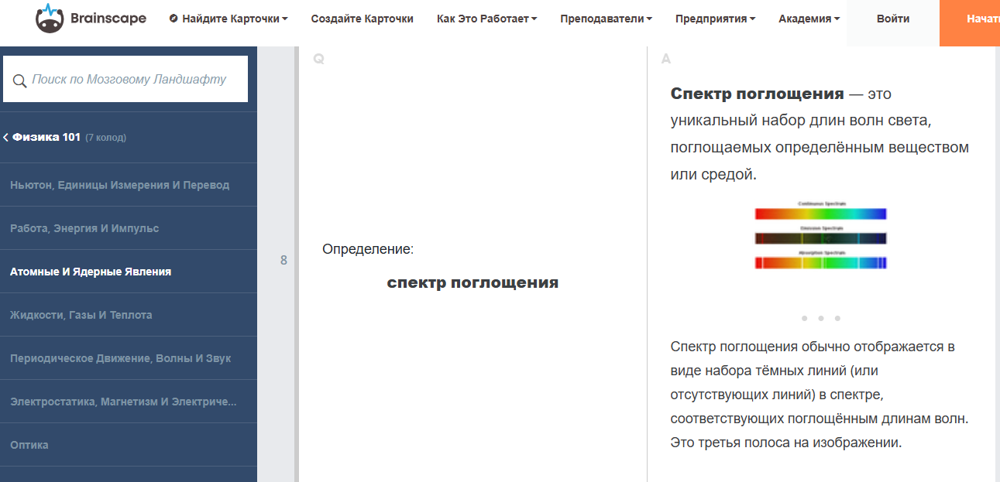 Brainscape
Найдите Карточки
Создайте Карточки
Как Это Работает
Преподаватели
Предприятия
Академия
Войти
Начать
Поиск по Мозговому Ландшафту
Физика 101 (7 колод)
Ньютон, Единицы Измерения И Перевод
Работа, Энергия И Импульс
Атомные И Ядерные Явления
Жидкости, Газы И Теплота
Периодическое Движение, Волны И Звук
Электростатика, Магнетизм И Электриче...
Оптика
8
Q
Определение:
спектр поглощения
A
Спектр поглощения — это
уникальный набор длин волн света,
поглощаемых определённым веществом
или средой.
Continuous Spectrum
Emission Spectrum
Absorption Spectrum
Спектр поглощения обычно отображается в
виде набора тёмных линий (или
отсутствующих линий) в спектре,
соответствующих поглощённым длинам волн.
Это третья полоса на изображении.